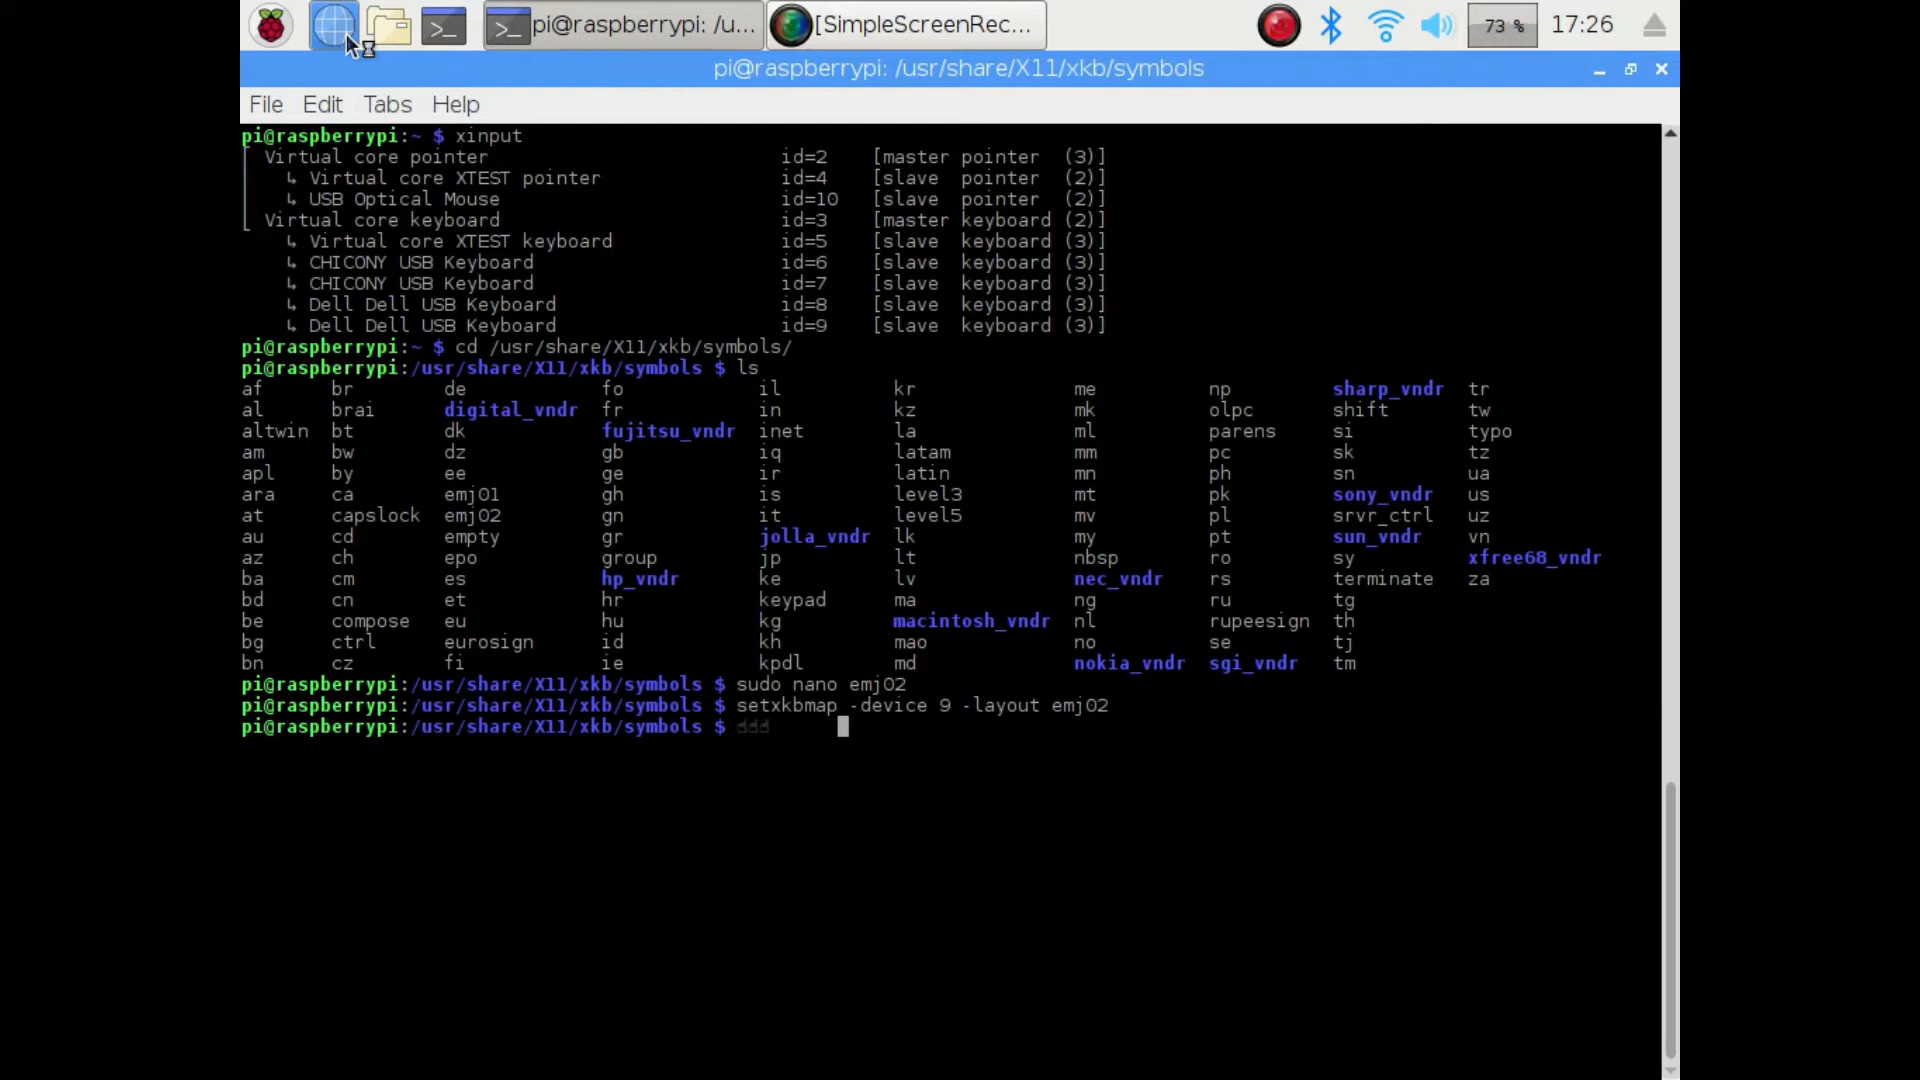 pi@raspberrypi: /u...
[SimpleScreenRec...
73 %
17:26
pi@raspberrypi: /usr/share/X11/xkb/symbols
File Edit Tabs Help
pi@raspberrypi:~ $ xinput
Virtual core pointer id=2 [master pointer (3)]
↳ Virtual core XTEST pointer id=4 [slave pointer (2)]
↳ USB Optical Mouse id=10 [slave pointer (2)]
Virtual core keyboard id=3 [master keyboard (2)]
↳ Virtual core XTEST keyboard id=5 [slave keyboard (3)]
↳ CHICONY USB Keyboard id=6 [slave keyboard (3)]
↳ CHICONY USB Keyboard id=7 [slave keyboard (3)]
↳ Dell Dell USB Keyboard id=8 [slave keyboard (3)]
↳ Dell Dell USB Keyboard id=9 [slave keyboard (3)]
pi@raspberrypi:~ $ cd /usr/share/X11/xkb/symbols/
pi@raspberrypi:/usr/share/X11/xkb/symbols $ ls
af br de fo il kr me np sharp_vndr tr
al brai digital_vndr fr in kz mk olpc shift tw
altwin bt dk fujitsu_vndr inet la ml parens si typo
am bw dz gb iq latam mm pc sk tz
apl by ee ge ir latin mn ph sn ua
ara ca emj01 gh is level3 mt pk sony_vndr us
at capslock emj02 gn it level5 mv pl srvr_ctrl uz
au cd empty gr jolla_vndr lk my pt sun_vndr vn
az ch epo group jp lt nbsp ro sy xfree68_vndr
ba cm es hp_vndr ke lv nec_vndr rs terminate za
bd cn et hr keypad ma ng ru tg
be compose eu hu kg macintosh_vndr nl rupeesign th
bg ctrl eurosign id kh mao no se tj
bn cz fi ie kpdl md nokia_vndr sgi_vndr tm
pi@raspberrypi:/usr/share/X11/xkb/symbols $ sudo nano emj02
pi@raspberrypi:/usr/share/X11/xkb/symbols $ setxkbmap -device 9 -layout emj02
pi@raspberrypi:/usr/share/X11/xkb/symbols $